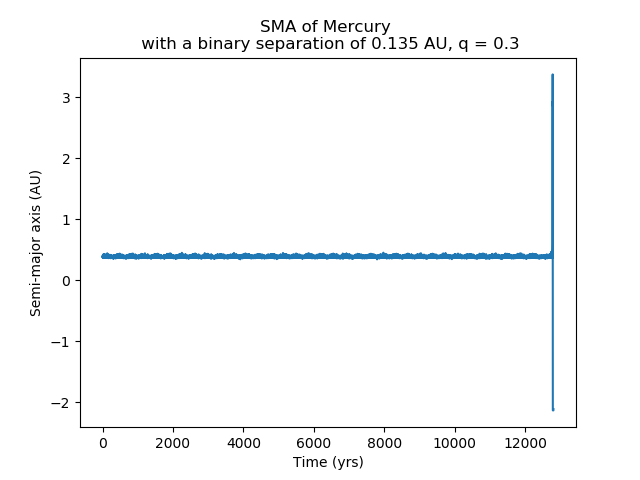 SMA of Mercury
with a binary separation of 0.135 AU, q = 0.3
3
2
1
0
−1
−2
Semi-major axis (AU)
0 2000 4000 6000 8000 10000 12000
Time (yrs)